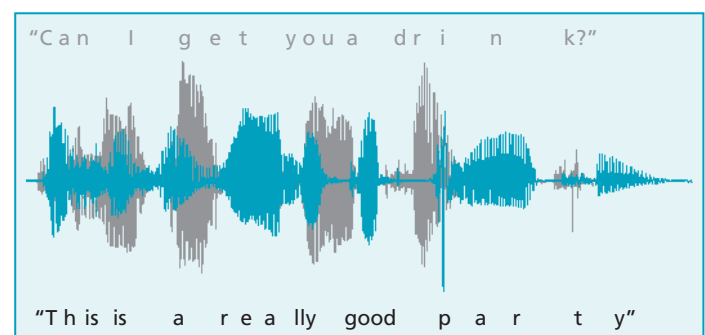 “Can I get you a drink?”
“This is a really good party”